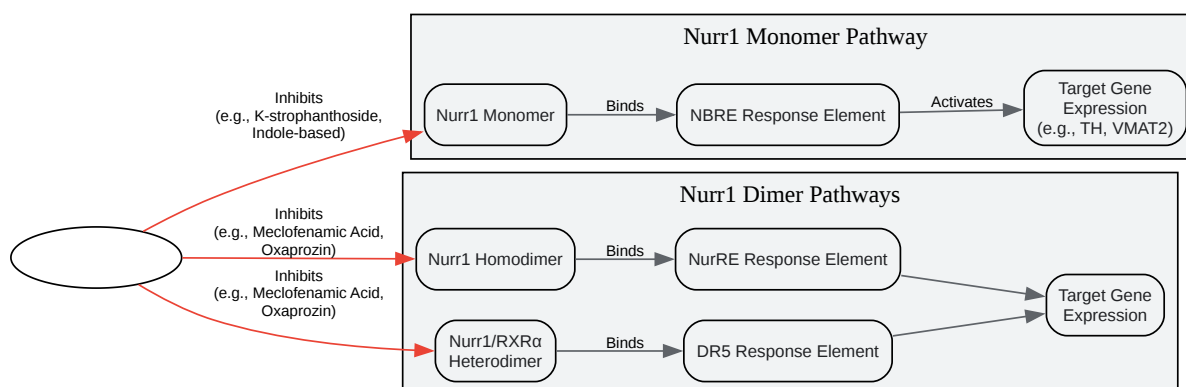 Nurr1 Monomer Pathway
Inhibits
(e.g., K-strophanthoside,
Indole-based)
Nurr1 Monomer
Binds
NBRE Response Element
Activates
Target Gene
Expression
(e.g., TH, VMAT2)
Nurr1 Dimer Pathways
Inhibits
(e.g., Meclofenamic Acid,
Oxaprozin)
Nurr1 Homodimer
Binds
NurRE Response Element
Inhibits
(e.g., Meclofenamic Acid,
Oxaprozin)
Nurr1/RXRα
Heterodimer
Binds
DR5 Response Element
Target Gene
Expression